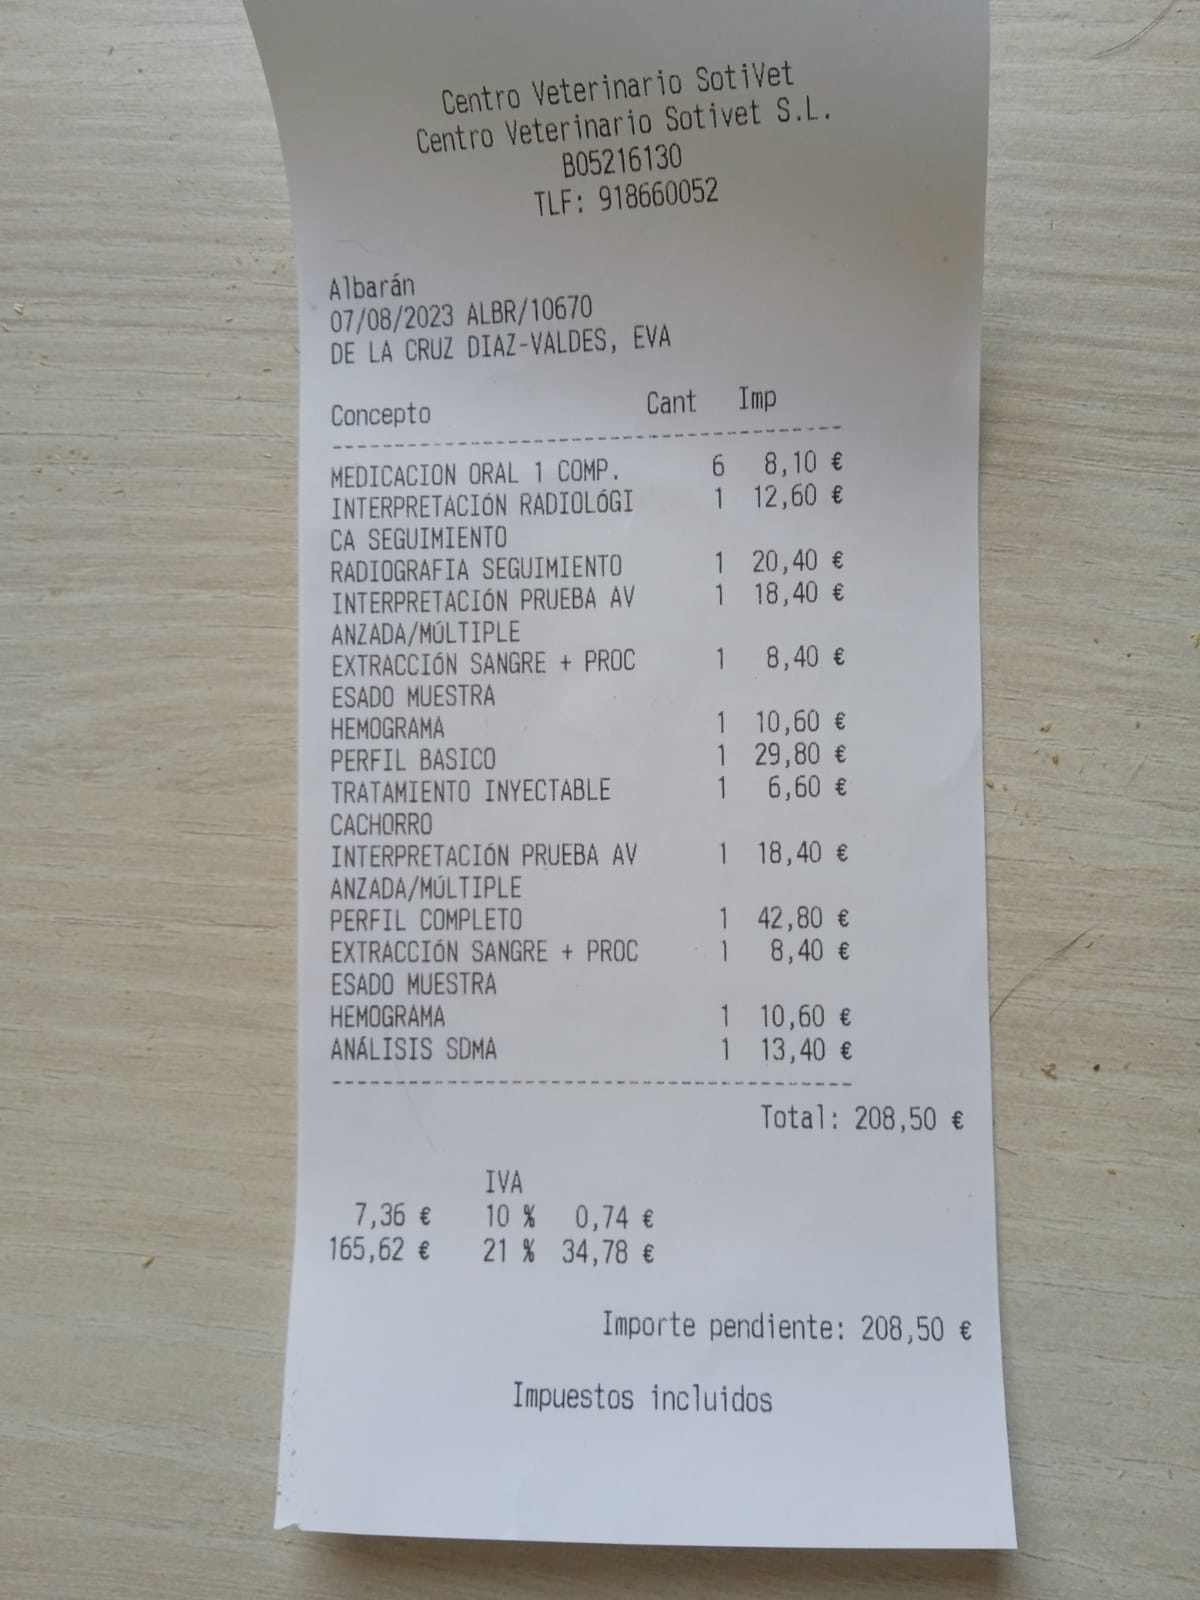 Centro Veterinario SotiVet
Centro Veterinario Sotivet S.L.
B05216130
TLF: 918660052
Albarán
07/08/2023 ALBR/10670
DE LA CRUZ DIAZ-VALDES, EVA
Concepto Cant Imp
MEDICACION ORAL 1 COMP. 6 8,10 €
INTERPRETACIÓN RADIOLÓGI 1 12,60 €
CA SEGUIMIENTO
RADIOGRAFIA SEGUIMIENTO 1 20,40 €
INTERPRETACIÓN PRUEBA AV 1 18,40 €
ANZADA/MÚLTIPLE
EXTRACCIÓN SANGRE + PROC 1 8,40 €
ESADO MUESTRA
HEMOGRAMA 1 10,60 €
PERFIL BASICO 1 29,80 €
TRATAMIENTO INYECTABLE 1 6,60 €
CACHORRO
INTERPRETACIÓN PRUEBA AV 1 18,40 €
ANZADA/MÚLTIPLE
PERFIL COMPLETO 1 42,80 €
EXTRACCIÓN SANGRE + PROC 1 8,40 €
ESADO MUESTRA
HEMOGRAMA 1 10,60 €
ANÁLISIS SDMA 1 13,40 €
Total: 208,50 €
IVA
7,36 € 10 % 0,74 €
165,62 € 21 % 34,78 €
Importe pendiente: 208,50 €
Impuestos incluidos